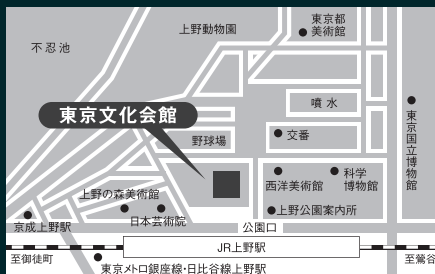 上野動物園
東京都
美術館
不忍池
噴水
東京文化会館
野球場
交番
東京国立博物館
西洋美術館
科学
博物館
上野の森美術館
日本芸術院
上野公園案内所
京成上野駅
公園口
JR上野駅
至御徒町
至鶯谷
東京メトロ銀座線・日比谷線上野駅